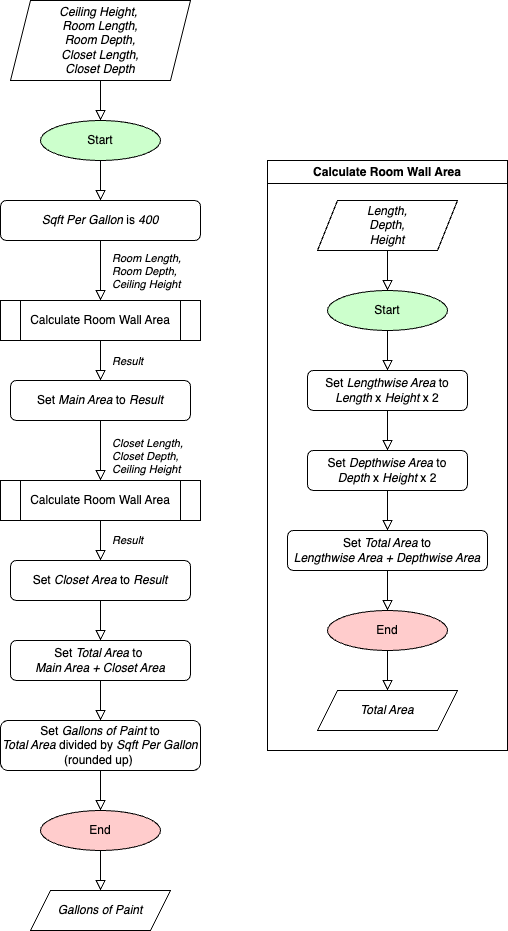 Ceiling Height,
Room Length,
Room Depth,
Closet Length,
Closet Depth
Start
Sqft Per Gallon is 400
Room Length,
Room Depth,
Ceiling Height
Calculate Room Wall Area
Result
Set Main Area to Result
Closet Length,
Closet Depth,
Ceiling Height
Calculate Room Wall Area
Result
Set Closet Area to Result
Set Total Area to
Main Area + Closet Area
Set Gallons of Paint to
Total Area divided by Sqft Per Gallon
(rounded up)
End
Gallons of Paint
Calculate Room Wall Area
Length,
Depth,
Height
Start
Set Lengthwise Area to
Length x Height x 2
Set Depthwise Area to
Depth x Height x 2
Set Total Area to
Lengthwise Area + Depthwise Area
End
Total Area